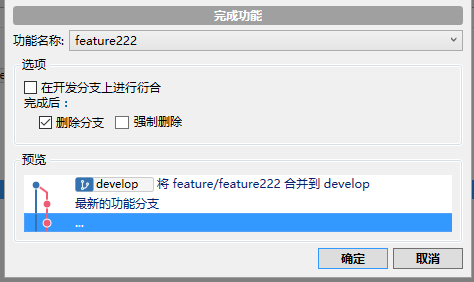 完成功能
功能名称: feature222
选项
在开发分支上进行衍合
完成后:
删除分支 强制删除
预览
develop 将 feature/feature222 合并到 develop
最新的功能分支
...
确定 取消